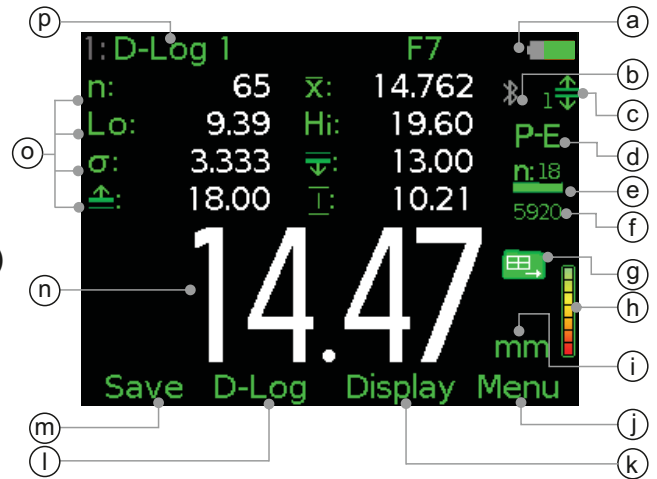 p a
1: D-Log 1 F7
n: 65 x̅: 14.762
b
1
c
Lo: 9.39 Hi: 19.60
P-E
d
o
σ: 3.333 : 13.00
n: 18
e
: 18.00 : 10.21
5920
f
g
n
14.47
h
mm
i
Save D-Log Display Menu
m j
l k
)